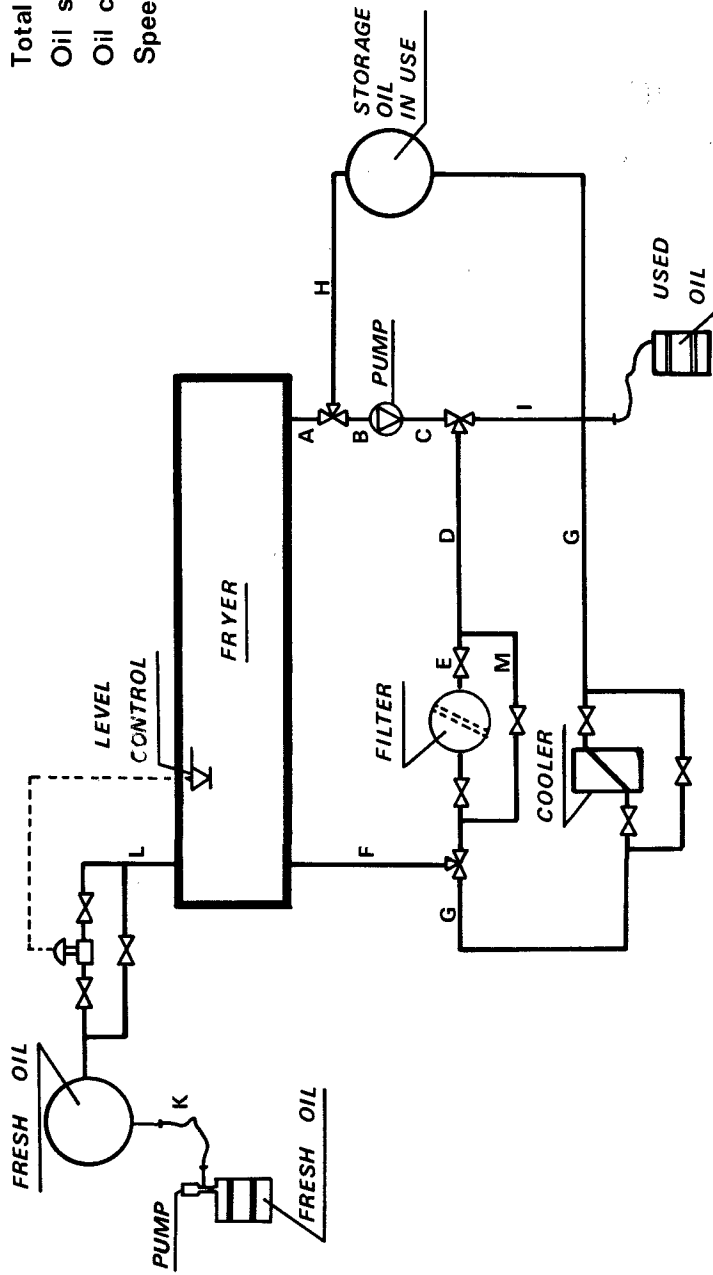 Total
Oil s
Oil c
Spee
FRESH OIL
PUMP
K
FRESH OIL
L
LEVEL
CONTROL
FRYER
STORAGE
OIL
IN USE
H
A
B
PUMP
C
I
USED
OIL
D
E
M
FILTER
F
G
COOLER
G